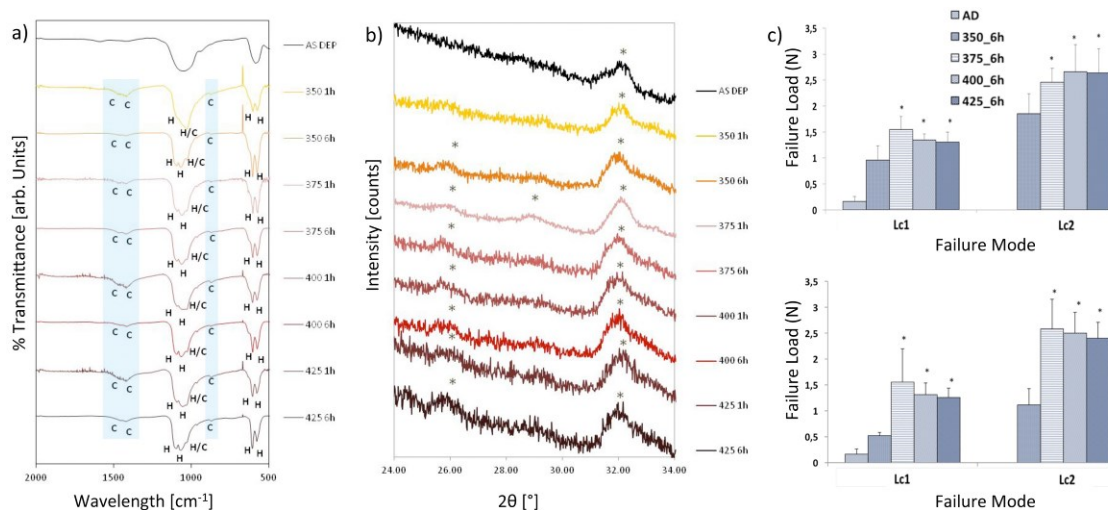 a)
% Transmittance [arb. Units]
AS DEP
350 1h
C C C
H H/C H H
350 6h
C C C
H H H/C H H
375 1h
C C C
H H H/C H H
375 6h
C C C
H H H/C H H
400 1h
C C C
H H H/C H H
400 6h
C C C
H H H/C H H
425 1h
C C C
H H H/C H H
425 6h
C C C
H H H/C H H
2000 1500 1000 500
Wavelength [cm⁻¹]
b)
Intensity [counts]
*
AS DEP
*
350 1h
* *
350 6h
* * *
375 1h
* *
375 6h
* *
400 1h
* *
400 6h
* *
425 1h
* *
425 6h
24.00 26.00 28.00 30.00 32.00 34.00
2θ [°]
c)
Failure Load (N)
AD
350_6h
375_6h
400_6h
425_6h
3,5
3
2,5
2
1,5
1
0,5
0
* * * * * *
Lc1 Lc2
Failure Mode
Failure Load (N)
3,5
3
2,5
2
1,5
1
0,5
0
* * * * * *
Lc1 Lc2
Failure Mode